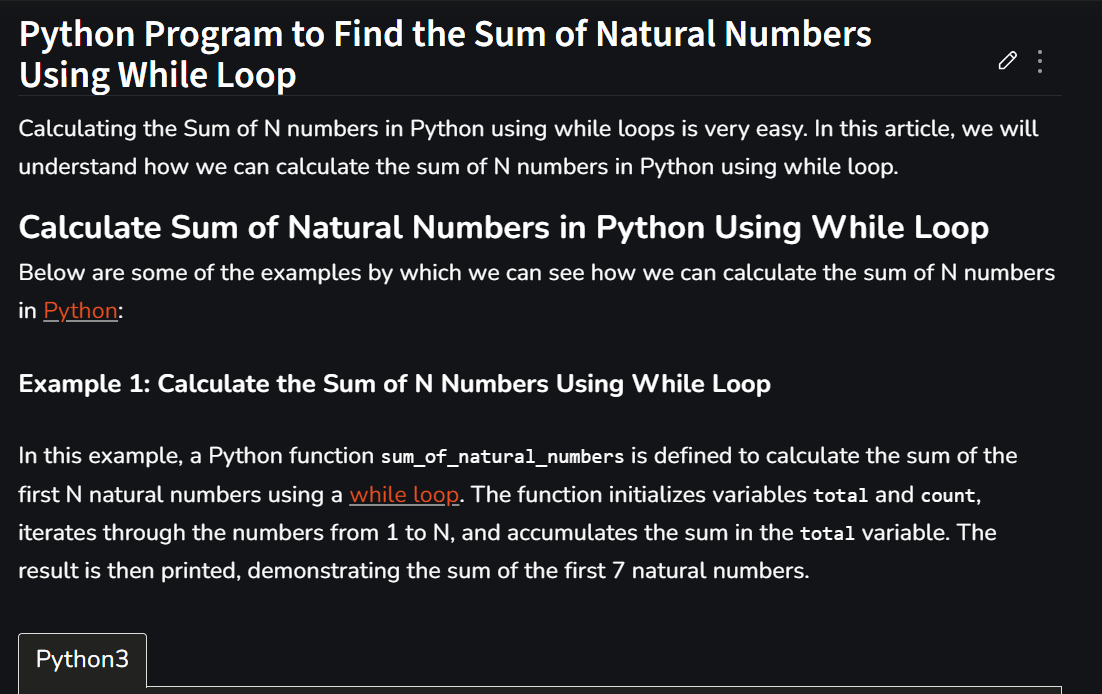 Python Program to Find the Sum of Natural Numbers
Using While Loop
Calculating the Sum of N numbers in Python using while loops is very easy. In this article, we will
understand how we can calculate the sum of N numbers in Python using while loop.
Calculate Sum of Natural Numbers in Python Using While Loop
Below are some of the examples by which we can see how we can calculate the sum of N numbers
in Python:
Example 1: Calculate the Sum of N Numbers Using While Loop
In this example, a Python function sum_of_natural_numbers is defined to calculate the sum of the
first N natural numbers using a while loop. The function initializes variables total and count,
iterates through the numbers from 1 to N, and accumulates the sum in the total variable. The
result is then printed, demonstrating the sum of the first 7 natural numbers.
Python3